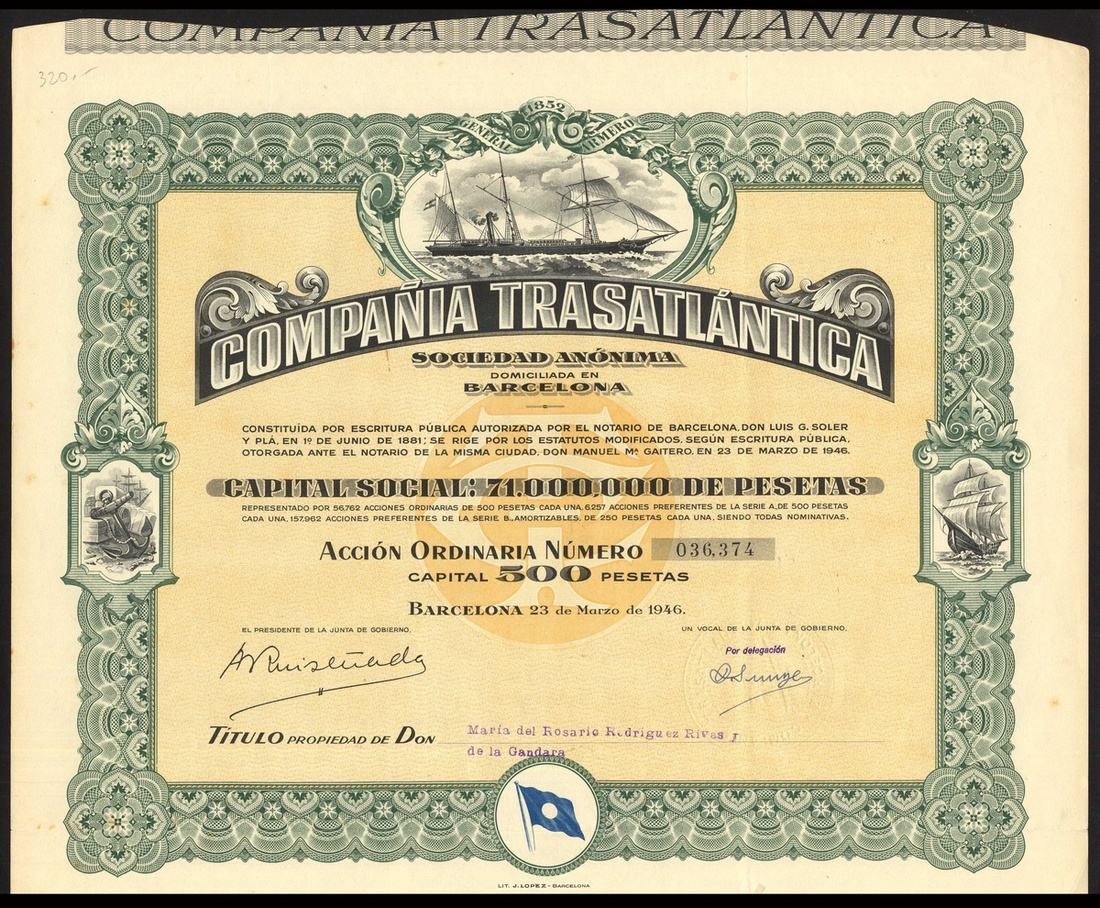 COMPAÑIA TRASATLÁNTICA
320,-
1852
GENERAL ARMERO
COMPAÑIA TRASATLÁNTICA
SOCIEDAD ANÓNIMA
DOMICILIADA EN
BARCELONA
CONSTITUÍDA POR ESCRITURA PÚBLICA AUTORIZADA POR EL NOTARIO DE BARCELONA, DON LUIS G. SOLER
Y PLÁ, EN 1º DE JUNIO DE 1881; SE RIGE POR LOS ESTATUTOS MODIFICADOS, SEGÚN ESCRITURA PÚBLICA,
OTORGADA ANTE EL NOTARIO DE LA MISMA CIUDAD, DON MANUEL Mª GAITERO, EN 23 DE MARZO DE 1946.
CAPITAL SOCIAL: 71.000,000 DE PESETAS
REPRESENTADO POR 56.762 ACCIONES ORDINARIAS DE 500 PESETAS CADA UNA, 6.257 ACCIONES PREFERENTES DE LA SERIE A, DE 500 PESETAS
CADA UNA, 157.962 ACCIONES PREFERENTES DE LA SERIE B., AMORTIZABLES, DE 250 PESETAS CADA UNA, SIENDO TODAS NOMINATIVAS.
ACCIÓN ORDINARIA NÚMERO 036,374
CAPITAL 500 PESETAS
BARCELONA 23 de Marzo de 1946.
EL PRESIDENTE DE LA JUNTA DE GOBIERNO,
UN VOCAL DE LA JUNTA DE GOBIERNO,
Por delegación
TÍTULO PROPIEDAD DE DON María del Rosario Rodríguez Rivas y
de la Gandara
LIT. J. LOPEZ - BARCELONA